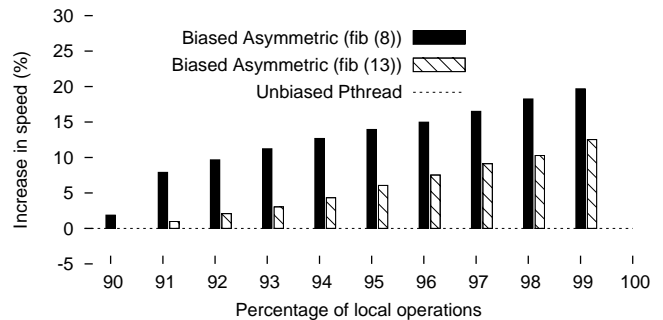 30
25
20
15
10
5
0
-5
Increase in speed (%)
Biased Asymmetric (fib (8))
Biased Asymmetric (fib (13))
Unbiased Pthread
90 91 92 93 94 95 96 97 98 99 100
Percentage of local operations